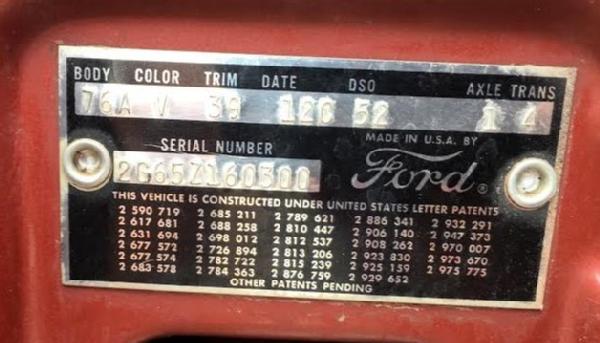 BODY COLOR TRIM DATE DSO AXLE TRANS
76A V 39 12C 52 1 4
SERIAL NUMBER MADE IN U.S.A. BY
2G65Z160300 Ford®
THIS VEHICLE IS CONSTRUCTED UNDER UNITED STATES LETTER PATENTS
2 590 719 2 685 211 2 789 621 2 886 341 2 932 291
2 617 681 2 688 258 2 810 447 2 906 140 2 947 373
2 631 694 2 698 012 2 812 537 2 908 262 2 970 007
2 677 572 2 726 894 2 813 206 2 923 830 2 973 670
2 677 574 2 782 722 2 815 239 2 925 159 2 975 775
2 683 578 2 784 363 2 876 759 2 929 652
OTHER PATENTS PENDING